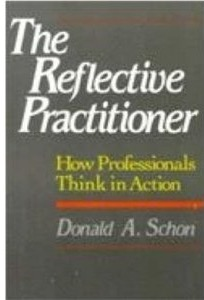 The
Reflective
Practitioner
How Professionals
Think in Action
Donald A. Schon